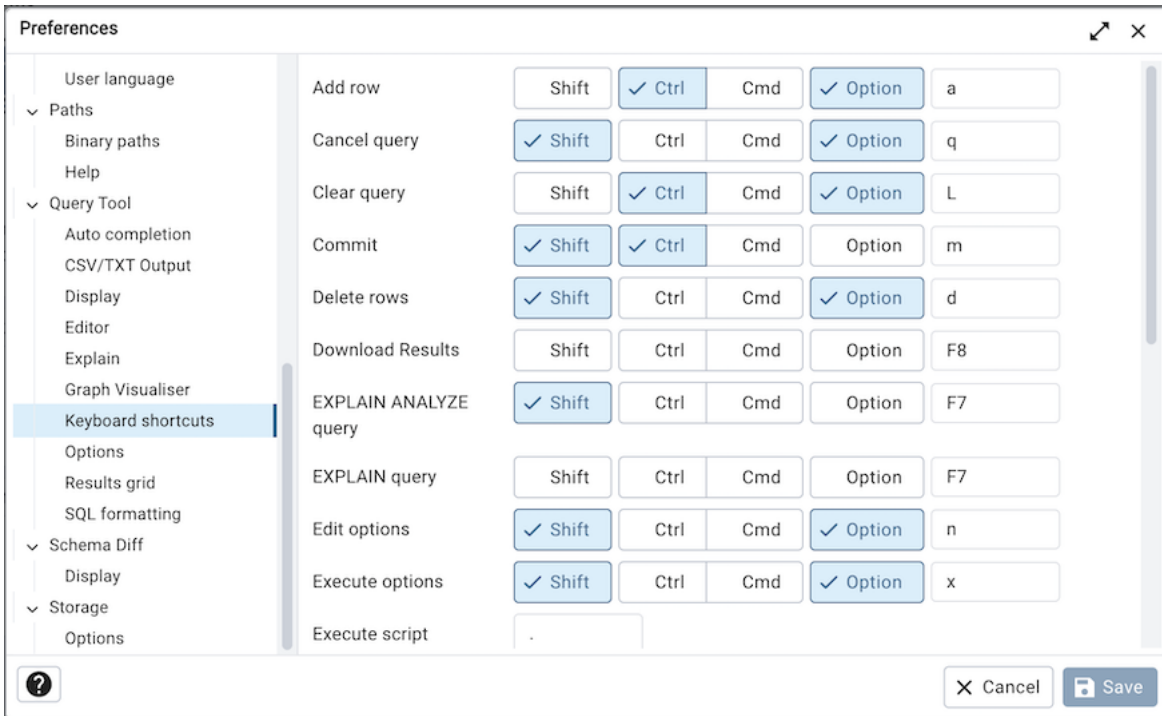 Preferences
User language
Paths
Binary paths
Help
Query Tool
Auto completion
CSV/TXT Output
Display
Editor
Explain
Graph Visualiser
Keyboard shortcuts
Options
Results grid
SQL formatting
Schema Diff
Display
Storage
Options
Add row Shift Ctrl Cmd Option a
Cancel query Shift Ctrl Cmd Option q
Clear query Shift Ctrl Cmd Option L
Commit Shift Ctrl Cmd Option m
Delete rows Shift Ctrl Cmd Option d
Download Results Shift Ctrl Cmd Option F8
EXPLAIN ANALYZE Shift Ctrl Cmd Option F7
query
EXPLAIN query Shift Ctrl Cmd Option F7
Edit options Shift Ctrl Cmd Option n
Execute options Shift Ctrl Cmd Option x
Execute script
Cancel Save